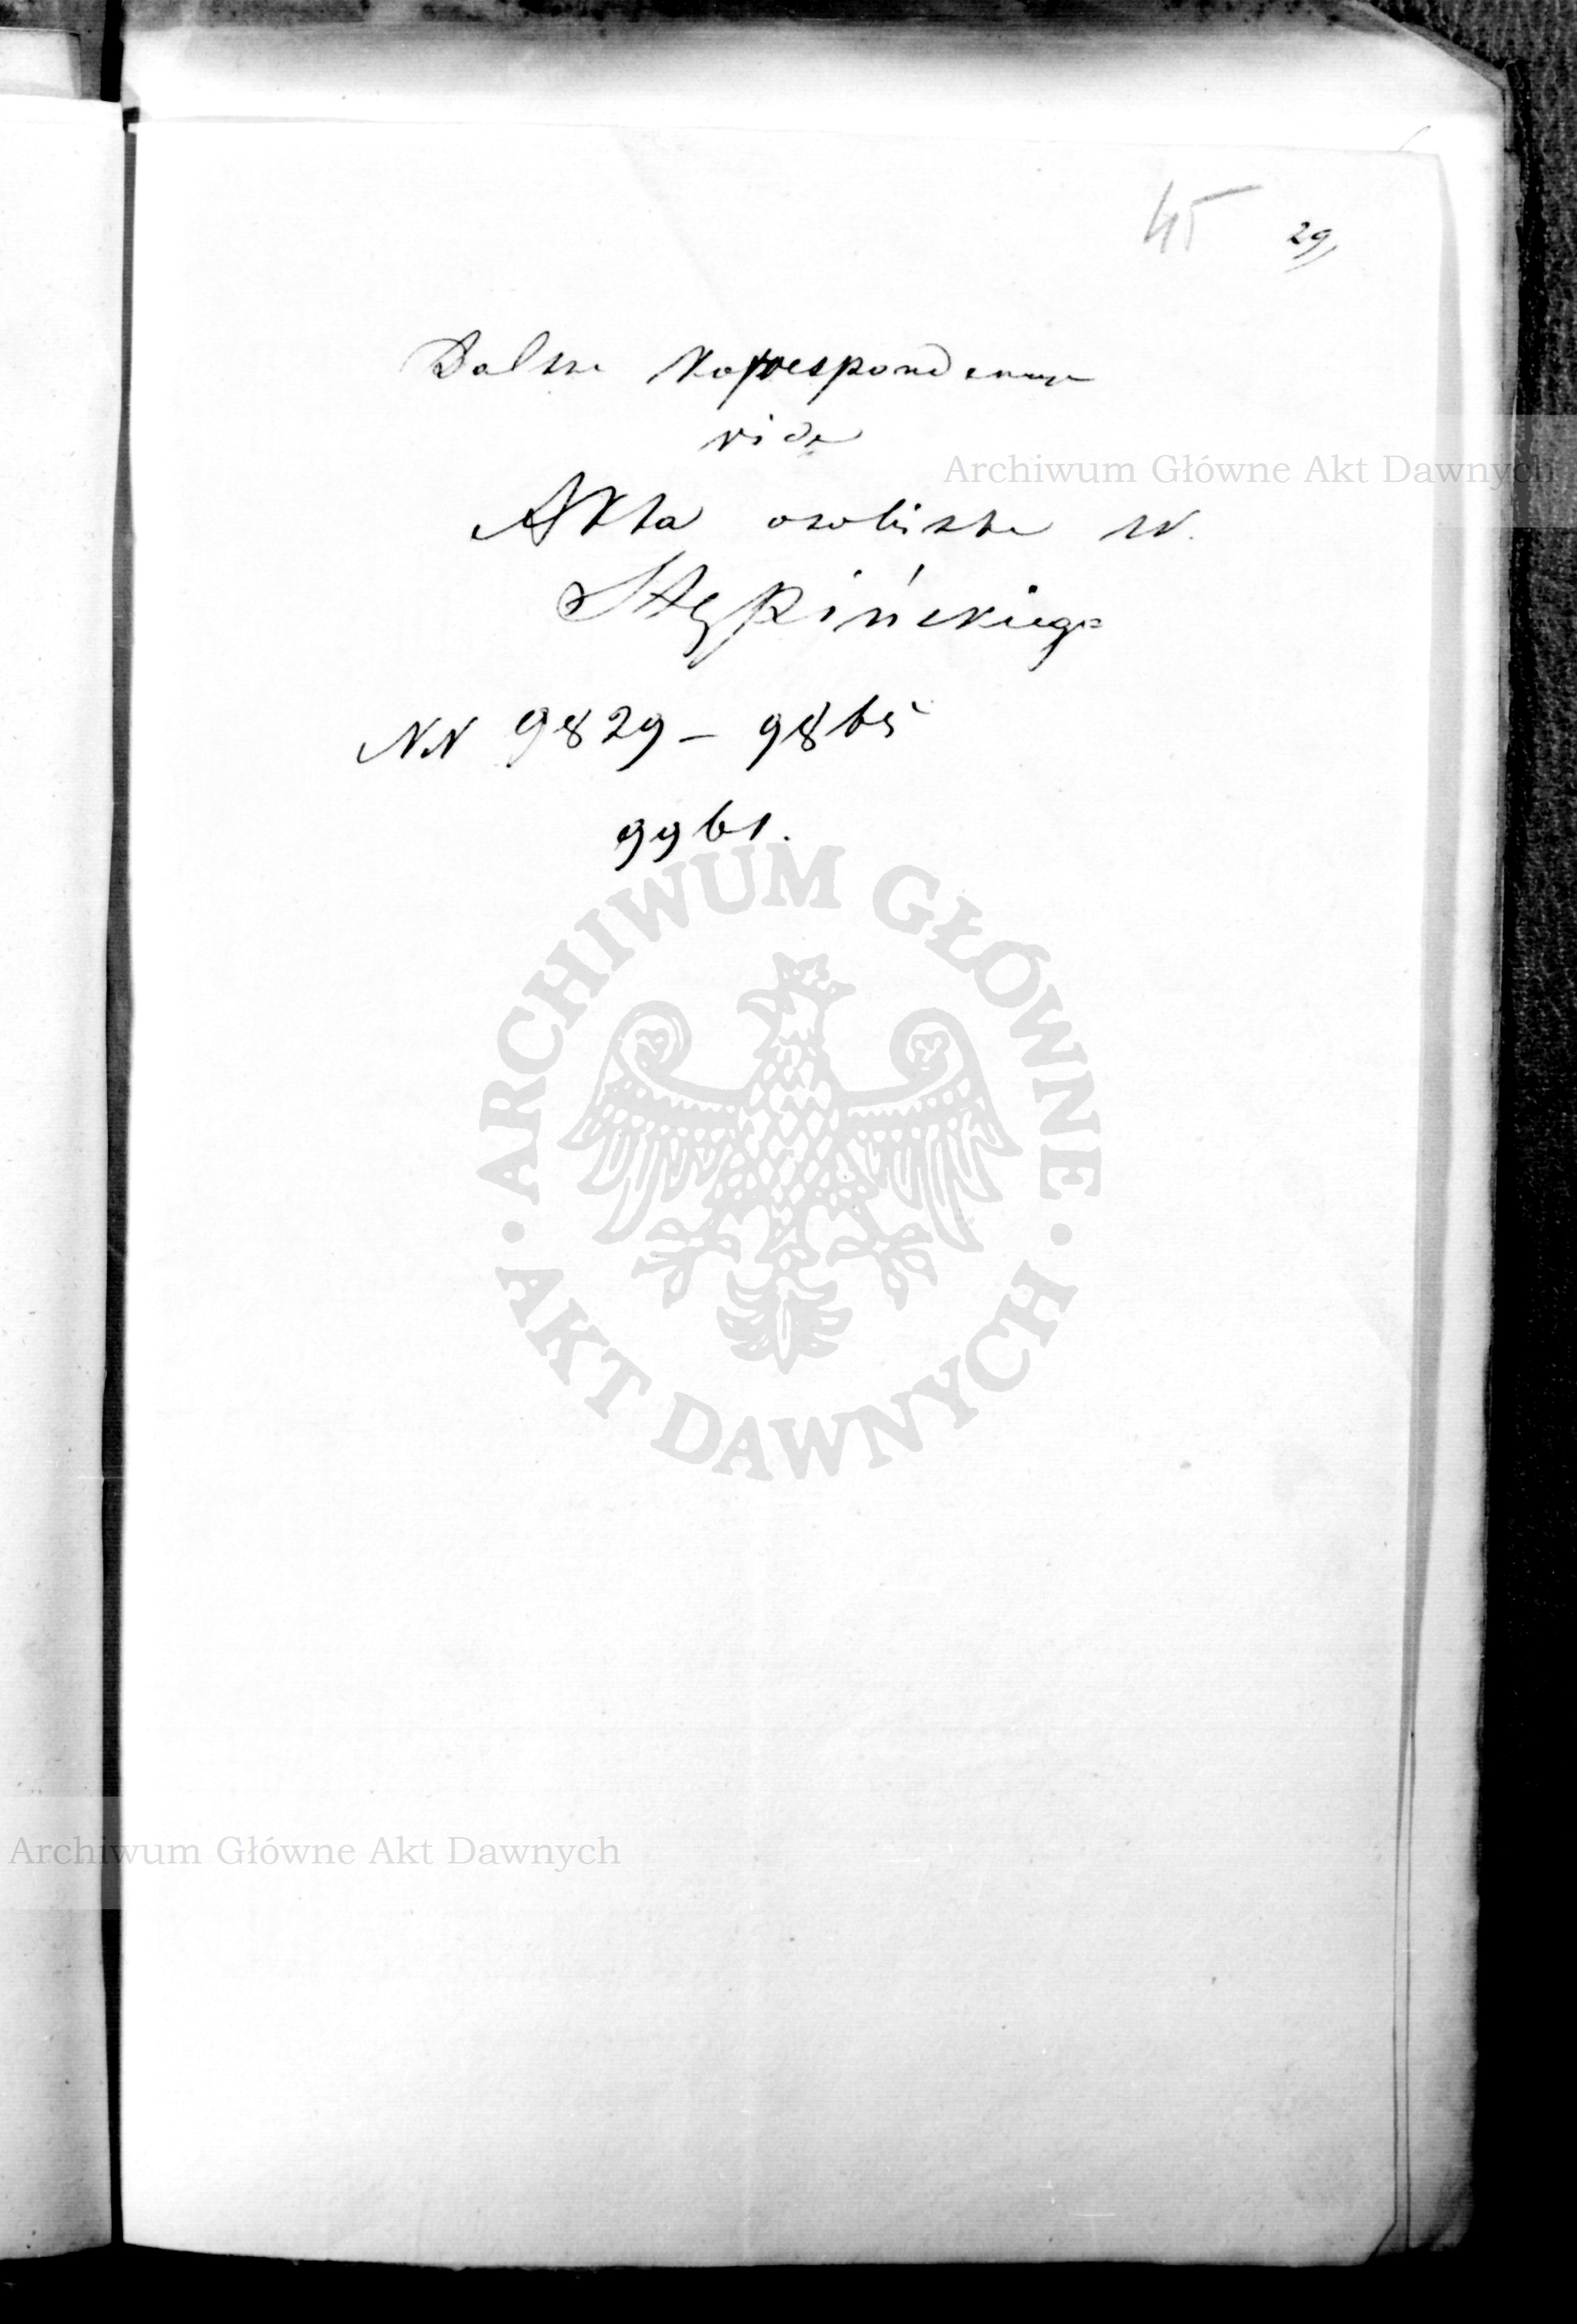 45 29
Dalsza Korrespondencya
vide
Akta osobiste W.
Stępińskiego
NN 9829 – 9865
9961.
Archiwum Główne Akt Dawnych
ARCHIWUM GŁÓWNE
AKT DAWNYCH
Archiwum Główne Akt Dawnych